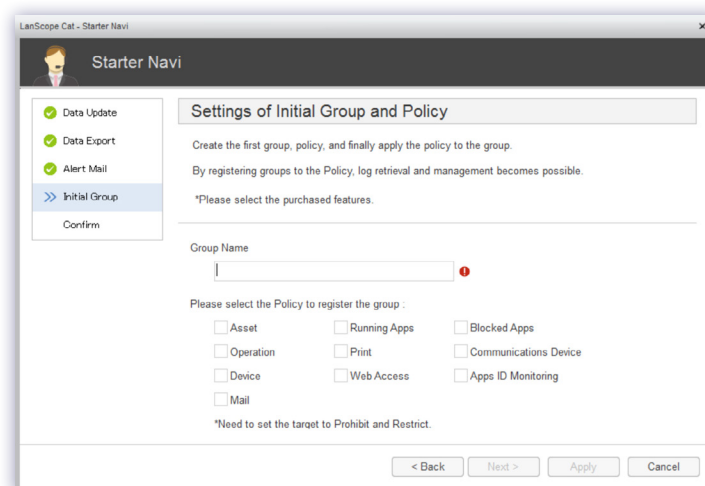 LanScope Cat - Starter Navi
Starter Navi
Data Update
Data Export
Alert Mail
Initial Group
Confirm
Settings of Initial Group and Policy
Create the first group, policy, and finally apply the policy to the group.
By registering groups to the Policy, log retrieval and management becomes possible.
*Please select the purchased features.
Group Name
Please select the Policy to register the group :
Asset Running Apps Blocked Apps
Operation Print Communications Device
Device Web Access Apps ID Monitoring
Mail
*Need to set the target to Prohibit and Restrict.
< Back Next > Apply Cancel